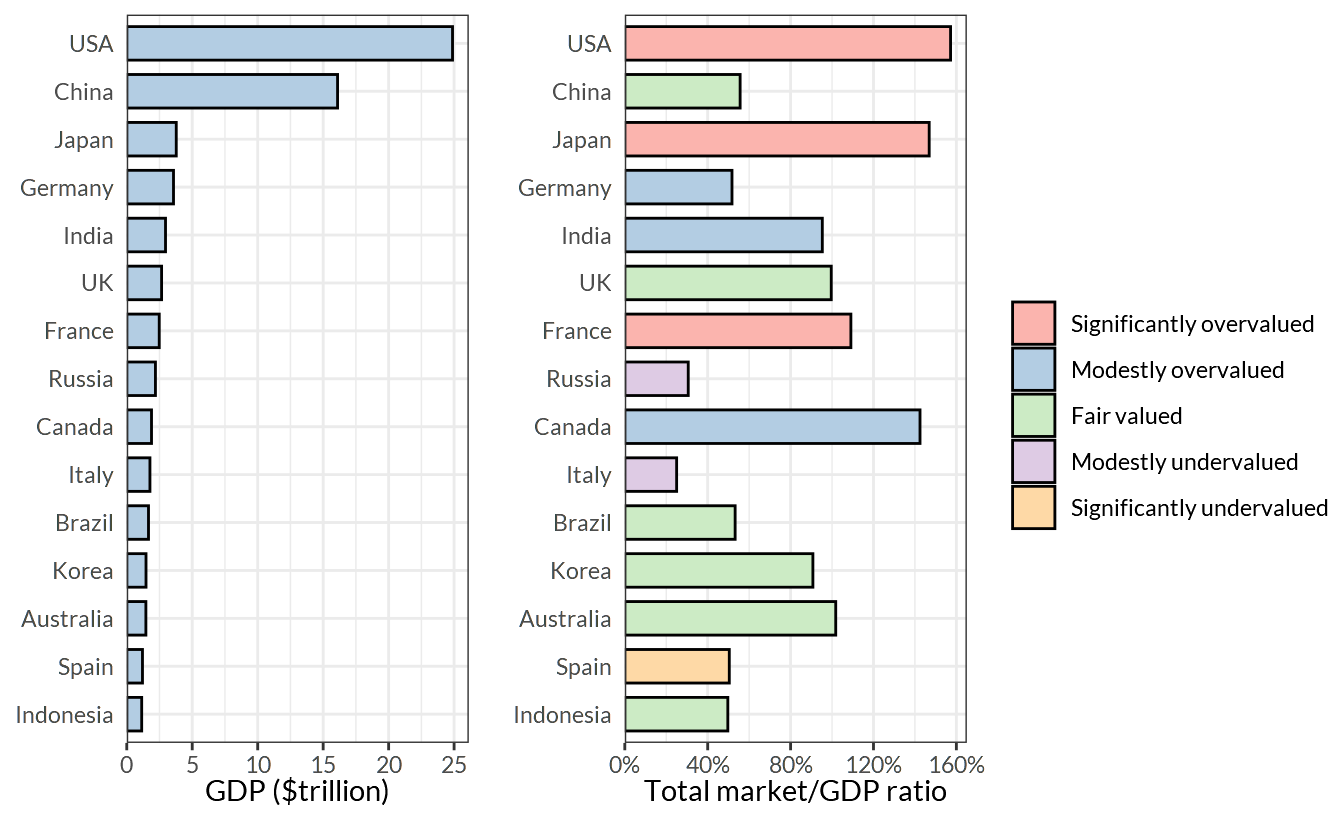 USA
China
Japan
Germany
India
UK
France
Russia
Canada
Italy
Brazil
Korea
Australia
Spain
Indonesia
0 5 10 15 20 25
GDP ($trillion)
USA
China
Japan
Germany
India
UK
France
Russia
Canada
Italy
Brazil
Korea
Australia
Spain
Indonesia
0% 40% 80% 120% 160%
Total market/GDP ratio
Significantly overvalued
Modestly overvalued
Fair valued
Modestly undervalued
Significantly undervalued